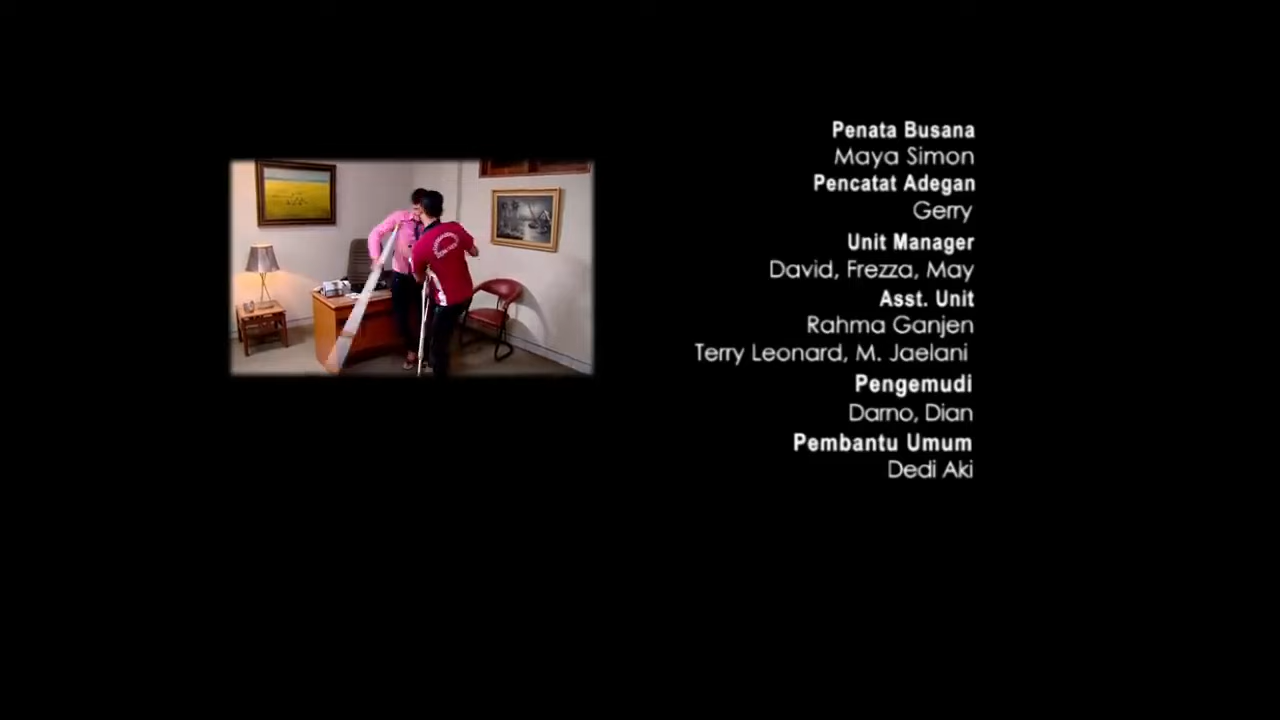 Penata Busana
Maya Simon
Pencatat Adegan
Gerry
Unit Manager
David, Frezza, May
Asst. Unit
Rahma Ganjen
Terry Leonard, M. Jaelani
Pengemudi
Darno, Dian
Pembantu Umum
Dedi Aki